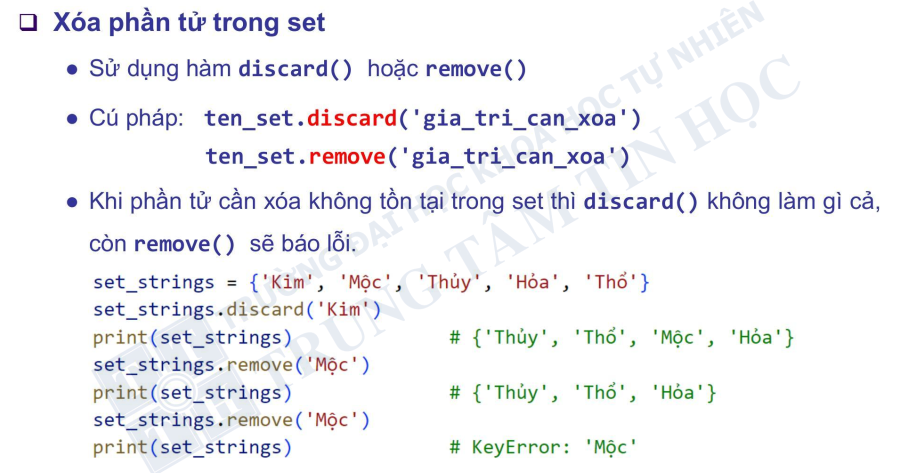 ❑ Xóa phần tử trong set
● Sử dụng hàm discard() hoặc remove()
● Cú pháp: ten_set.discard('gia_tri_can_xoa')
ten_set.remove('gia_tri_can_xoa')
● Khi phần tử cần xóa không tồn tại trong set thì discard() không làm gì cả,
còn remove() sẽ báo lỗi.
set_strings = {'Kim', 'Mộc', 'Thủy', 'Hỏa', 'Thổ'}
set_strings.discard('Kim')
print(set_strings) # {'Thủy', 'Thổ', 'Mộc', 'Hỏa'}
set_strings.remove('Mộc')
print(set_strings) # {'Thủy', 'Thổ', 'Hỏa'}
set_strings.remove('Mộc')
print(set_strings) # KeyError: 'Mộc'
TRƯỜNG ĐẠI HỌC KHOA HỌC TỰ NHIÊN
TRUNG TÂM TIN HỌC